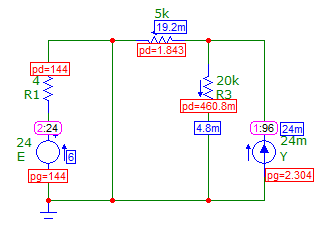 5k
19.2m
pd=1.843
pd=144
4
R1
20k
R3
pd=460.8m
2:24
4.8m
1:96
24m
24
E
6
24m
Y
pg=144
pg=2.304